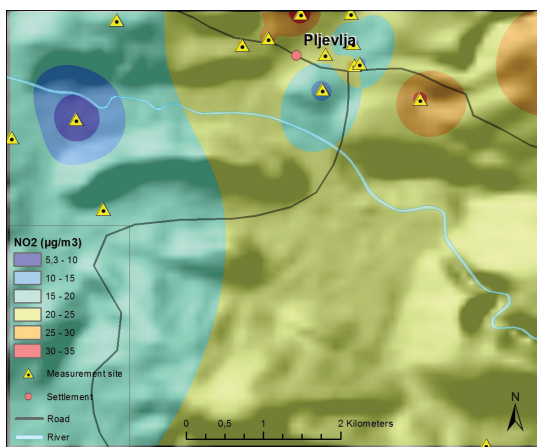 Pljevlja
NO2 (µg/m3)
5,3 - 10
10 - 15
15 - 20
20 - 25
25 - 30
30 - 35
Measurement site
Settlement
Road
River
0 0,5 1 2 Kilometers
N